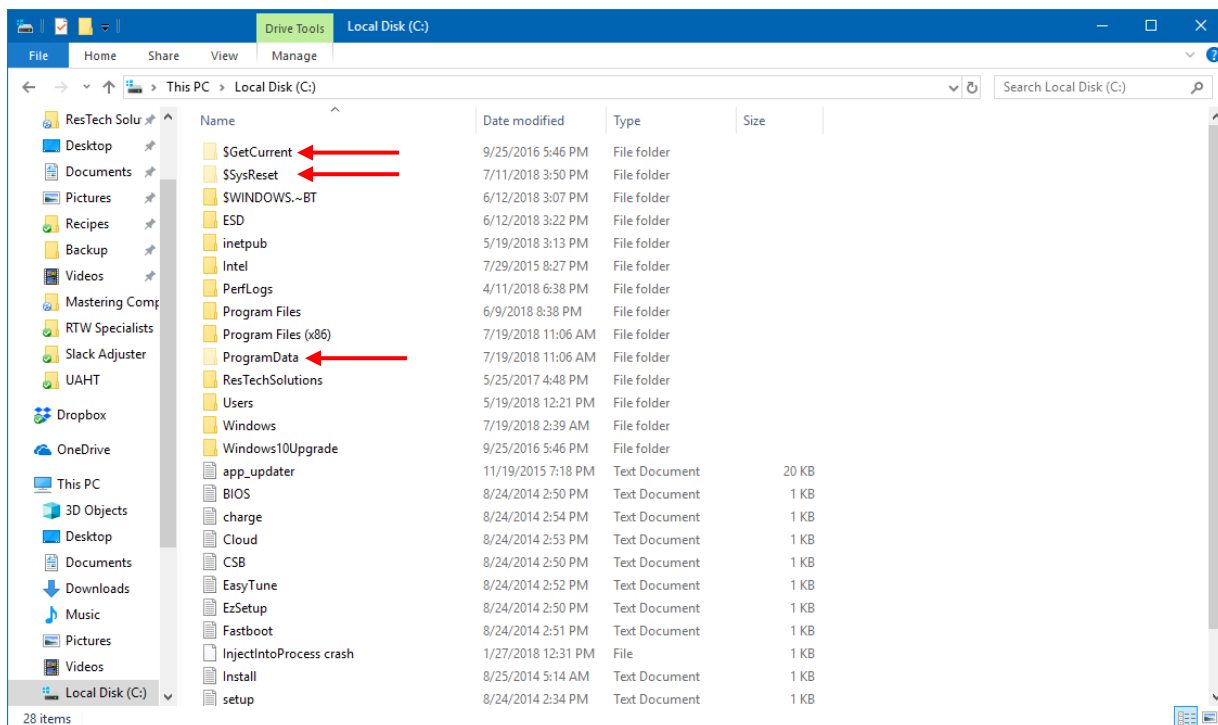 Drive Tools Local Disk (C:)
File Home Share View Manage
This PC > Local Disk (C:) Search Local Disk (C:)
ResTech Solur
Desktop
Documents
Pictures
Recipes
Backup
Videos
Mastering Comp
RTW Specialists
Slack Adjuster
UAHT
Dropbox
OneDrive
This PC
3D Objects
Desktop
Documents
Downloads
Music
Pictures
Videos
Local Disk (C:)
Name Date modified Type Size
$GetCurrent 9/25/2016 5:46 PM File folder
$SysReset 7/11/2018 3:50 PM File folder
$WINDOWS.~BT 6/12/2018 3:07 PM File folder
ESD 6/12/2018 3:22 PM File folder
inetpub 5/19/2018 3:13 PM File folder
Intel 7/29/2015 8:27 PM File folder
PerfLogs 4/11/2018 6:38 PM File folder
Program Files 6/9/2018 8:38 PM File folder
Program Files (x86) 7/19/2018 11:06 AM File folder
ProgramData 7/19/2018 11:06 AM File folder
ResTechSolutions 5/25/2017 4:48 PM File folder
Users 5/19/2018 12:21 PM File folder
Windows 7/19/2018 2:39 AM File folder
Windows10Upgrade 9/25/2016 5:46 PM File folder
app_updater 11/19/2015 7:18 PM Text Document 20 KB
BIOS 8/24/2014 2:50 PM Text Document 1 KB
charge 8/24/2014 2:54 PM Text Document 1 KB
Cloud 8/24/2014 2:53 PM Text Document 1 KB
CSB 8/24/2014 2:50 PM Text Document 1 KB
EasyTune 8/24/2014 2:52 PM Text Document 1 KB
EzSetup 8/24/2014 2:50 PM Text Document 1 KB
Fastboot 8/24/2014 2:51 PM Text Document 1 KB
InjectIntoProcess crash 1/27/2018 12:31 PM File 1 KB
Install 8/25/2014 5:14 AM Text Document 1 KB
setup 8/24/2014 2:34 PM Text Document 1 KB
28 items